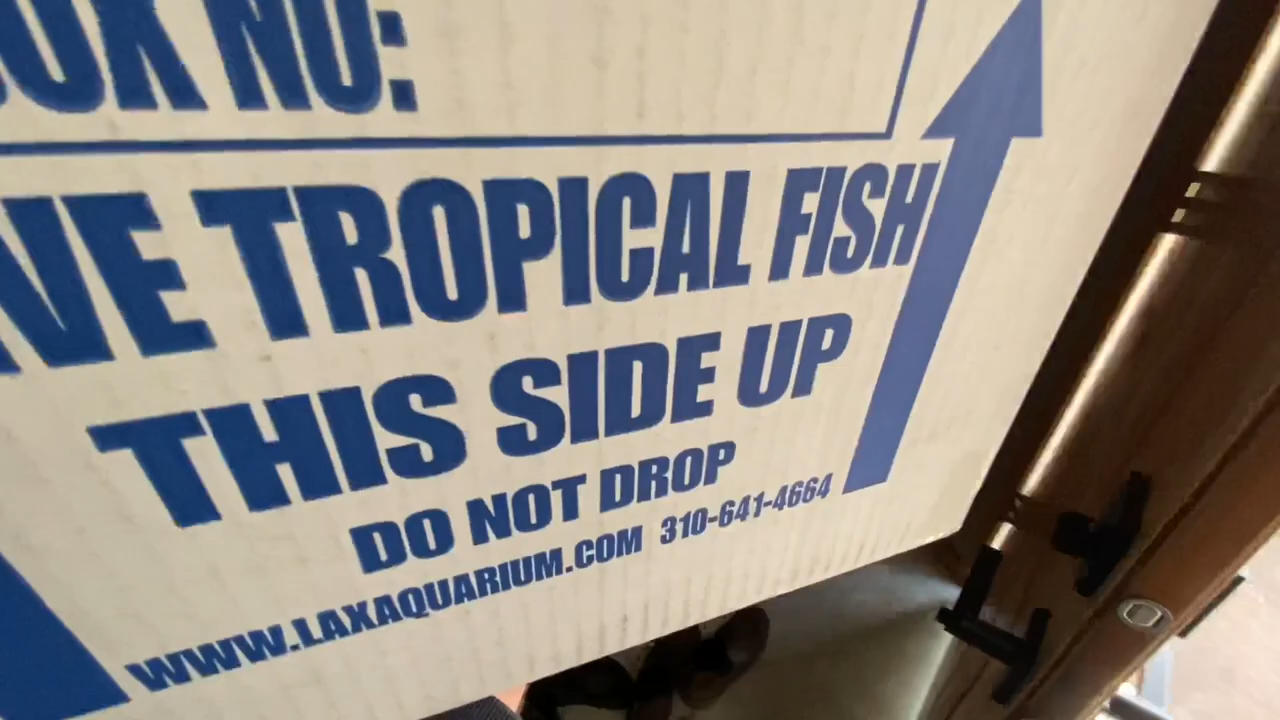 NO:
TROPICAL FISH
THIS SIDE UP
DO NOT DROP
WWW.LAXAQUARIUM.COM 310-641-4664